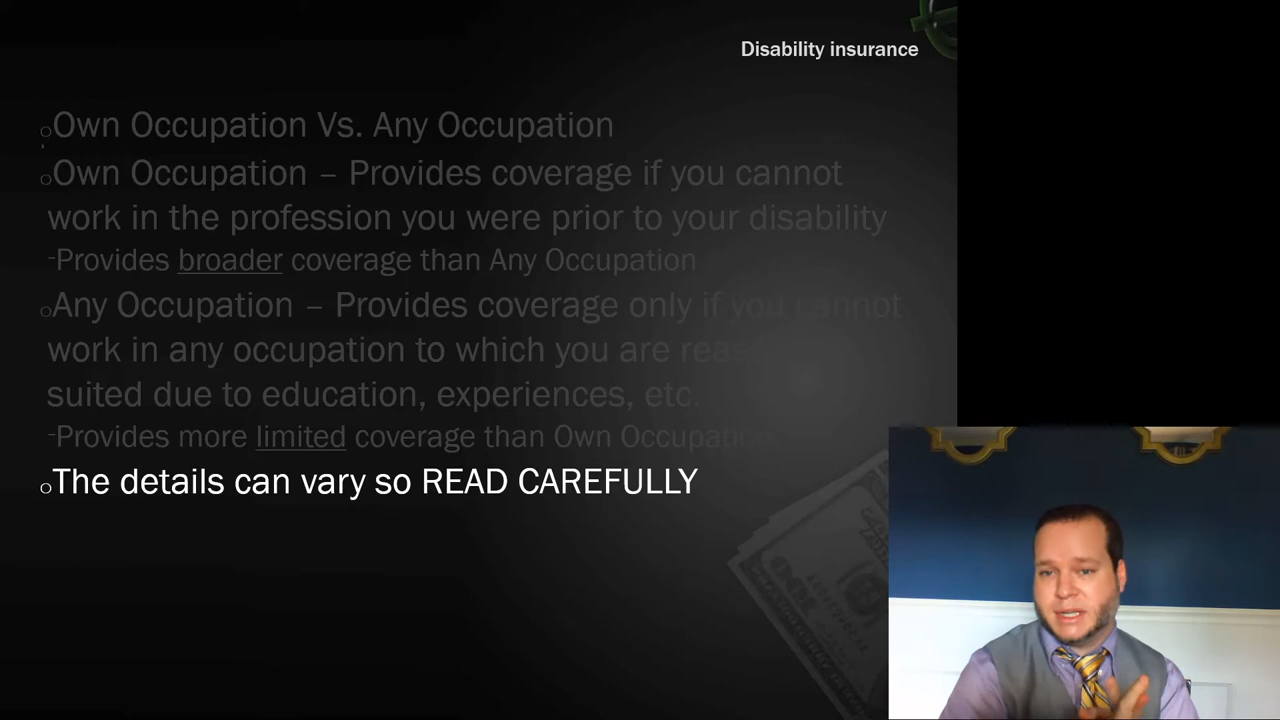 Disability insurance
Own Occupation Vs. Any Occupation
Own Occupation – Provides coverage if you cannot
work in the profession you were prior to your disability
-Provides broader coverage than Any Occupation
Any Occupation – Provides coverage only if you cannot
work in any occupation to which you are
suited due to education, experiences, etc.
-Provides more limited coverage than Own Occupation
The details can vary so READ CAREFULLY